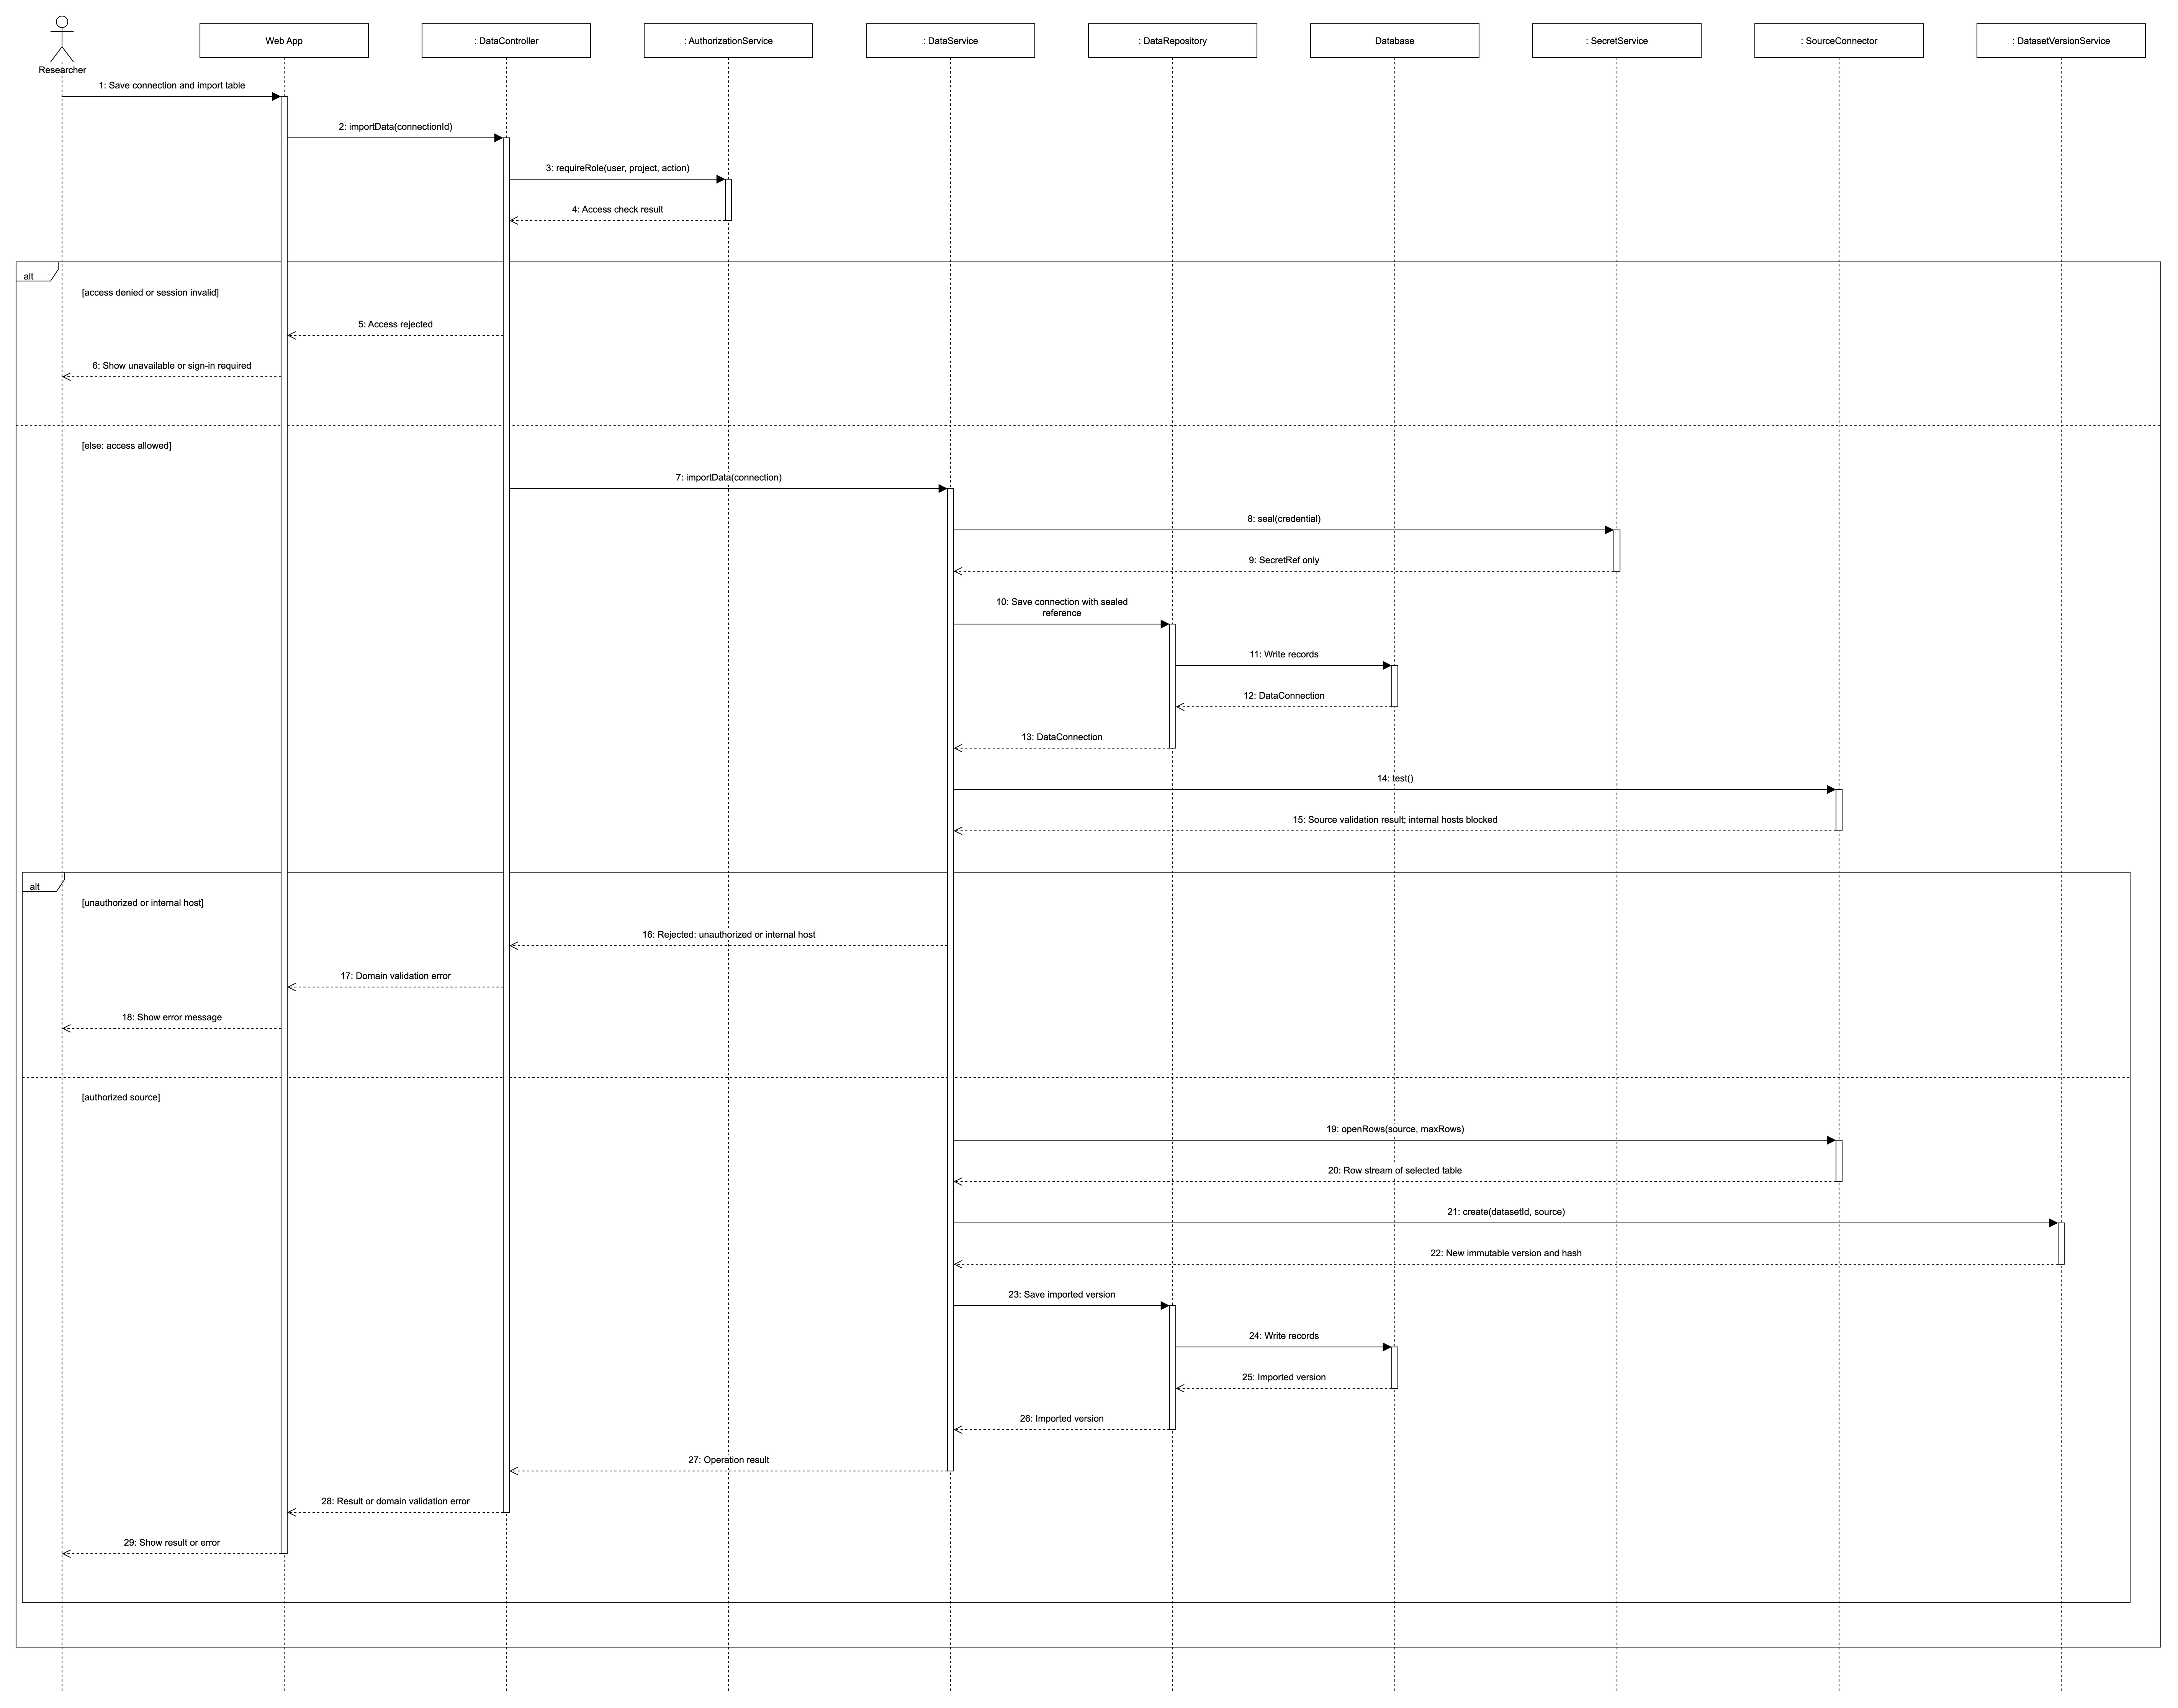 Researcher
Web App
: DataController
: AuthorizationService
: DataService
: DataRepository
Database
: SecretService
: SourceConnector
: DatasetVersionService
1: Save connection and import table
2: importData(connectionId)
3: requireRole(user, project, action)
4: Access check result
alt
[access denied or session invalid]
5: Access rejected
6: Show unavailable or sign-in required
[else: access allowed]
7: importData(connection)
8: seal(credential)
9: SecretRef only
10: Save connection with sealed
reference
11: Write records
12: DataConnection
13: DataConnection
14: test()
15: Source validation result; internal hosts blocked
alt
[unauthorized or internal host]
16: Rejected: unauthorized or internal host
17: Domain validation error
18: Show error message
[authorized source]
19: openRows(source, maxRows)
20: Row stream of selected table
21: create(datasetId, source)
22: New immutable version and hash
23: Save imported version
24: Write records
25: Imported version
26: Imported version
27: Operation result
28: Result or domain validation error
29: Show result or error